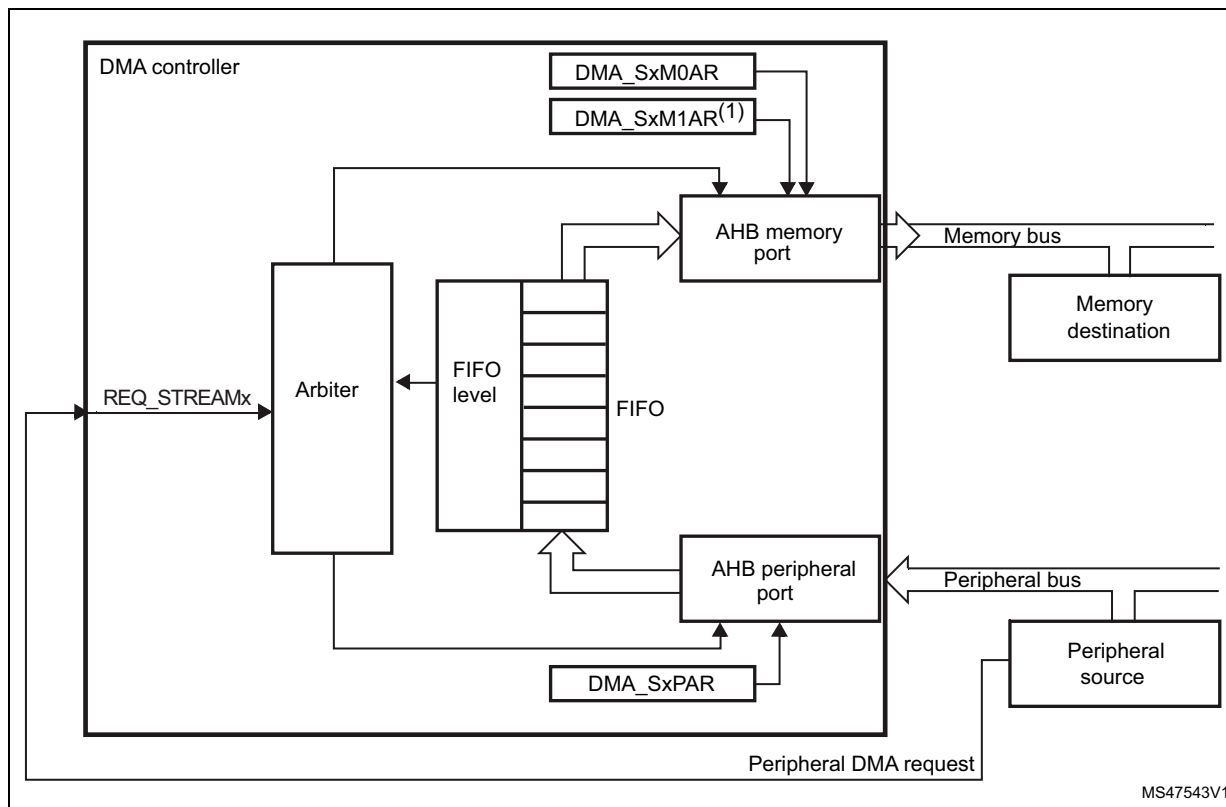 DMA controller
DMA_SxM0AR
DMA_SxM1AR(1)
AHB memory
port
Memory bus
Memory
destination
REQ_STREAMx
Arbiter
FIFO
level
FIFO
AHB peripheral
port
Peripheral bus
Peripheral
source
DMA_SxPAR
Peripheral DMA request
MS47543V1